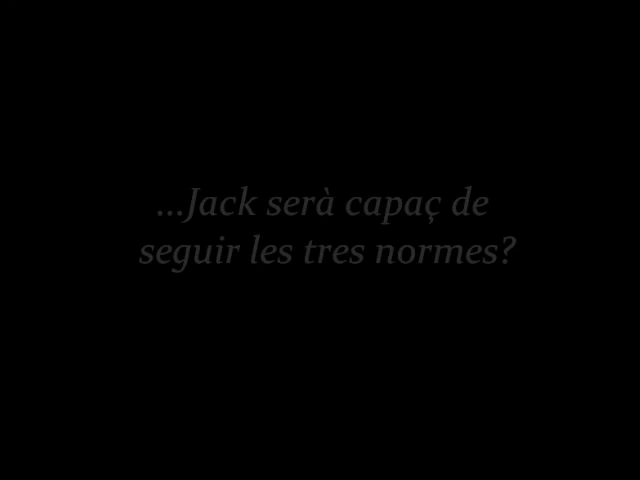 ...Jack serà capaç de
seguir les tres normes?